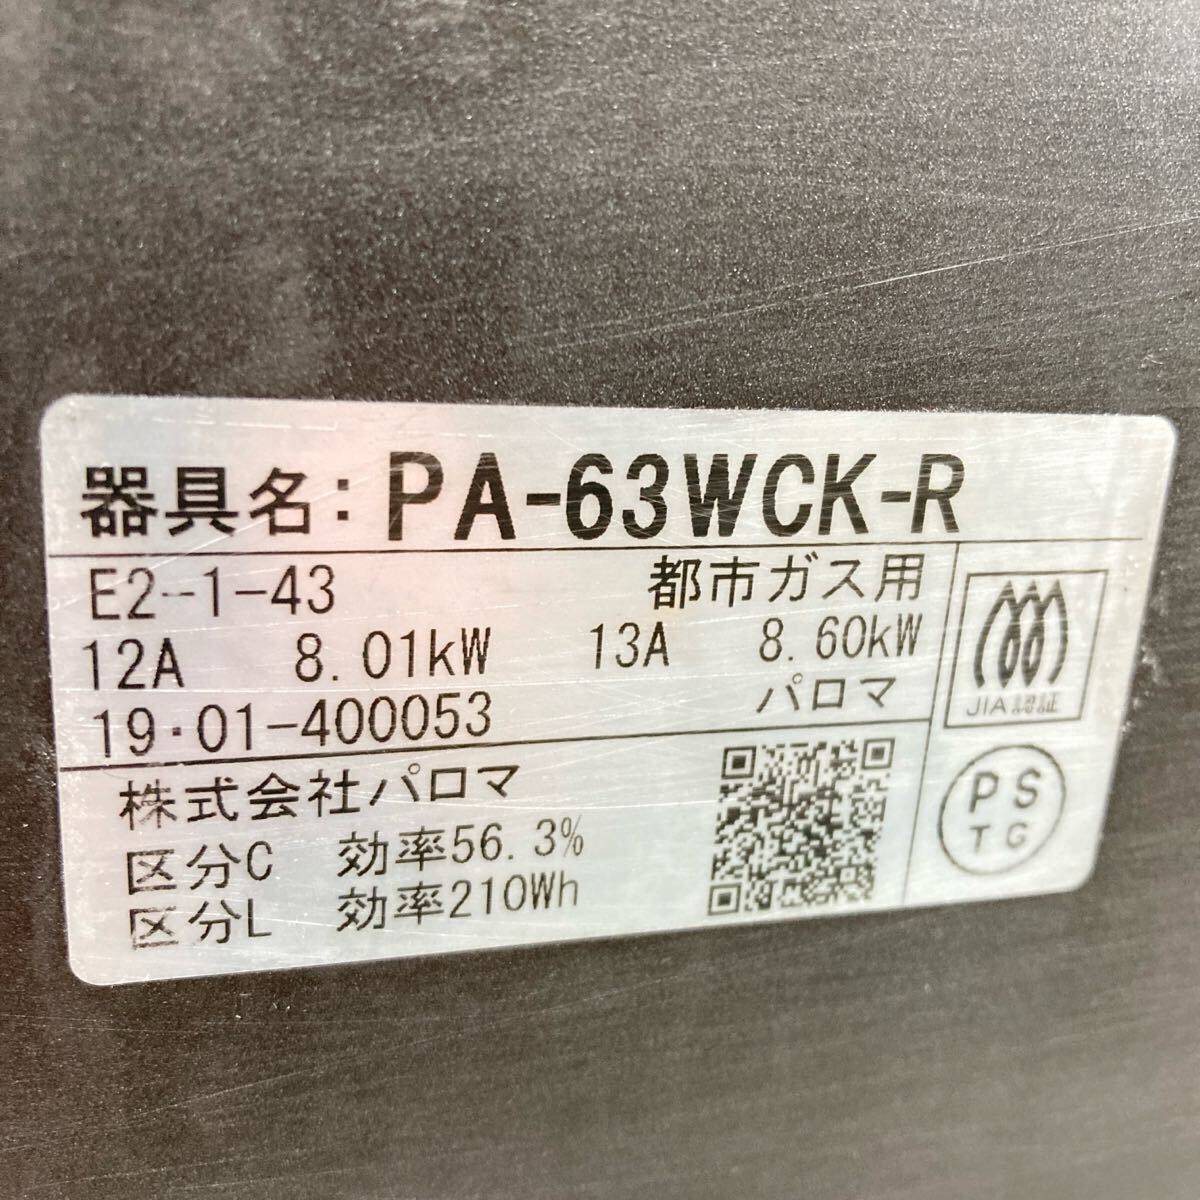 器具名: PA-63WCK-R
E2-1-43 都市ガス用
12A 8.01kW 13A 8.60kW
19・01-400053 パロマ
JIA認証
株式会社パロマ
区分C 効率56.3%
区分L 効率210Wh
PS
TG